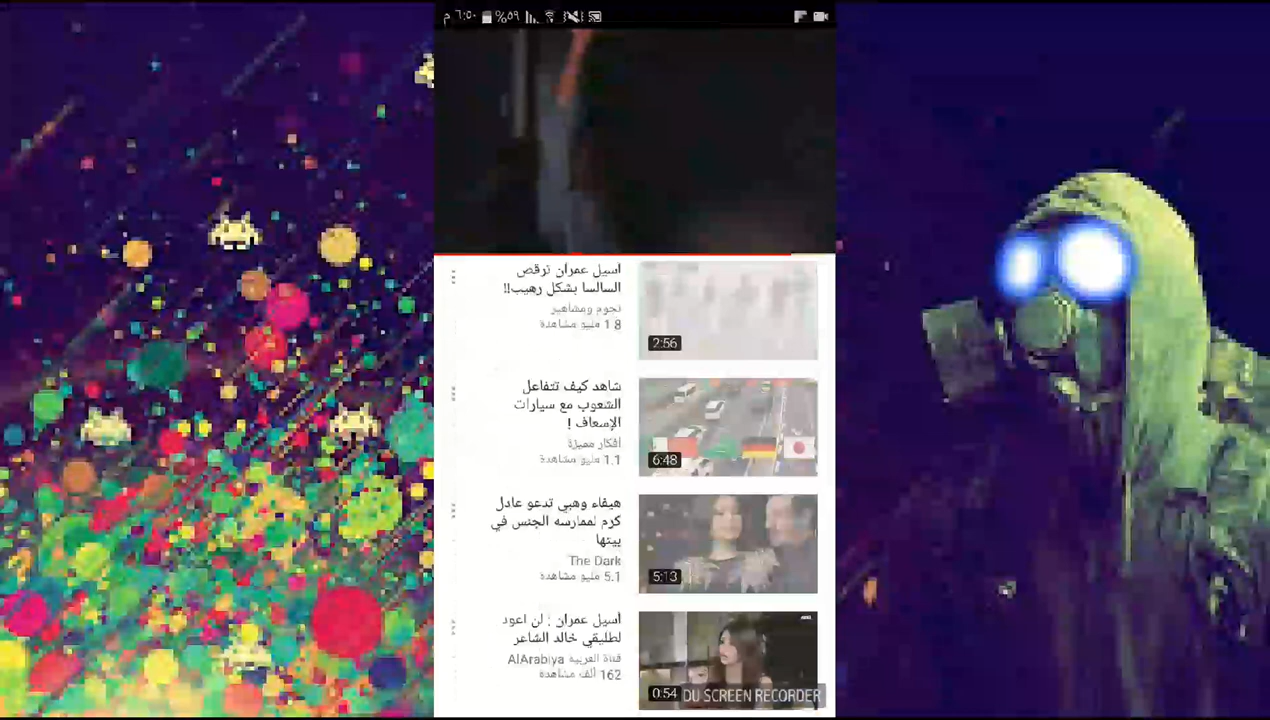 م ٦:٥٠ %٥٩
أسيل عمران ترقص
السالسا بشكل رهيب!!
نجوم ومشاهير
1.8 مليو مشاهدة
2:56
شاهد كيف تتفاعل
الشعوب مع سيارات
الإسعاف !
أفكار مميزة
1.1 مليو مشاهدة
6:48
هيفاء وهبي تدعو عادل
كرم لممارسه الجنس في
بيتها
The Dark
5.1 مليو مشاهدة
5:13
أسيل عمران : لن اعود
لطليقي خالد الشاعر
قناة العربية AlArabiya
162 ألف مشاهدة
0:54
DU SCREEN RECORDER